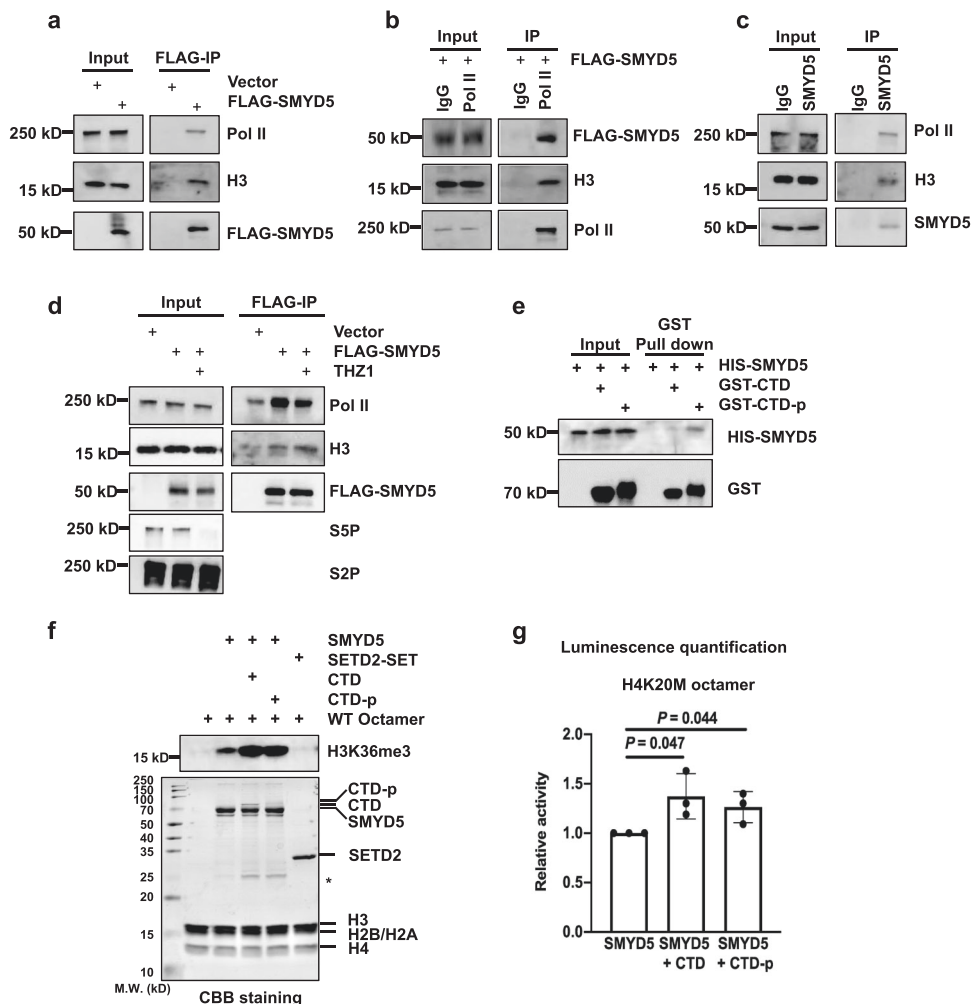 a
Input FLAG-IP
+ + Vector
+ + FLAG-SMYD5
250 kD Pol II
15 kD H3
50 kD FLAG-SMYD5
b
Input IP
+ + + + FLAG-SMYD5
IgG Pol II IgG Pol II
50 kD FLAG-SMYD5
15 kD H3
250 kD Pol II
c
Input IP
IgG SMYD5 IgG SMYD5
250 kD Pol II
15 kD H3
50 kD SMYD5
d
Input FLAG-IP
+ + Vector
+ + + + FLAG-SMYD5
+ + THZ1
250 kD Pol II
15 kD H3
50 kD FLAG-SMYD5
250 kD S5P
250 kD S2P
e
GST
Input Pull down
+ + + + + + HIS-SMYD5
+ + GST-CTD
+ + GST-CTD-p
50 kD HIS-SMYD5
70 kD GST
f
+ + + SMYD5
+ SETD2-SET
+ CTD
+ CTD-p
+ + + + + WT Octamer
15 kD H3K36me3
250
150
100
70
50
40
35
25
20
15
10
CTD-p
CTD
SMYD5
SETD2
*
H3
H2B/H2A
H4
M.W. (kD)
CBB staining
g
Luminescence quantification
H4K20M octamer
P = 0.044
P = 0.047
Relative activity
2.0
1.5
1.0
0.5
0.0
SMYD5 SMYD5 SMYD5
+ CTD + CTD-p